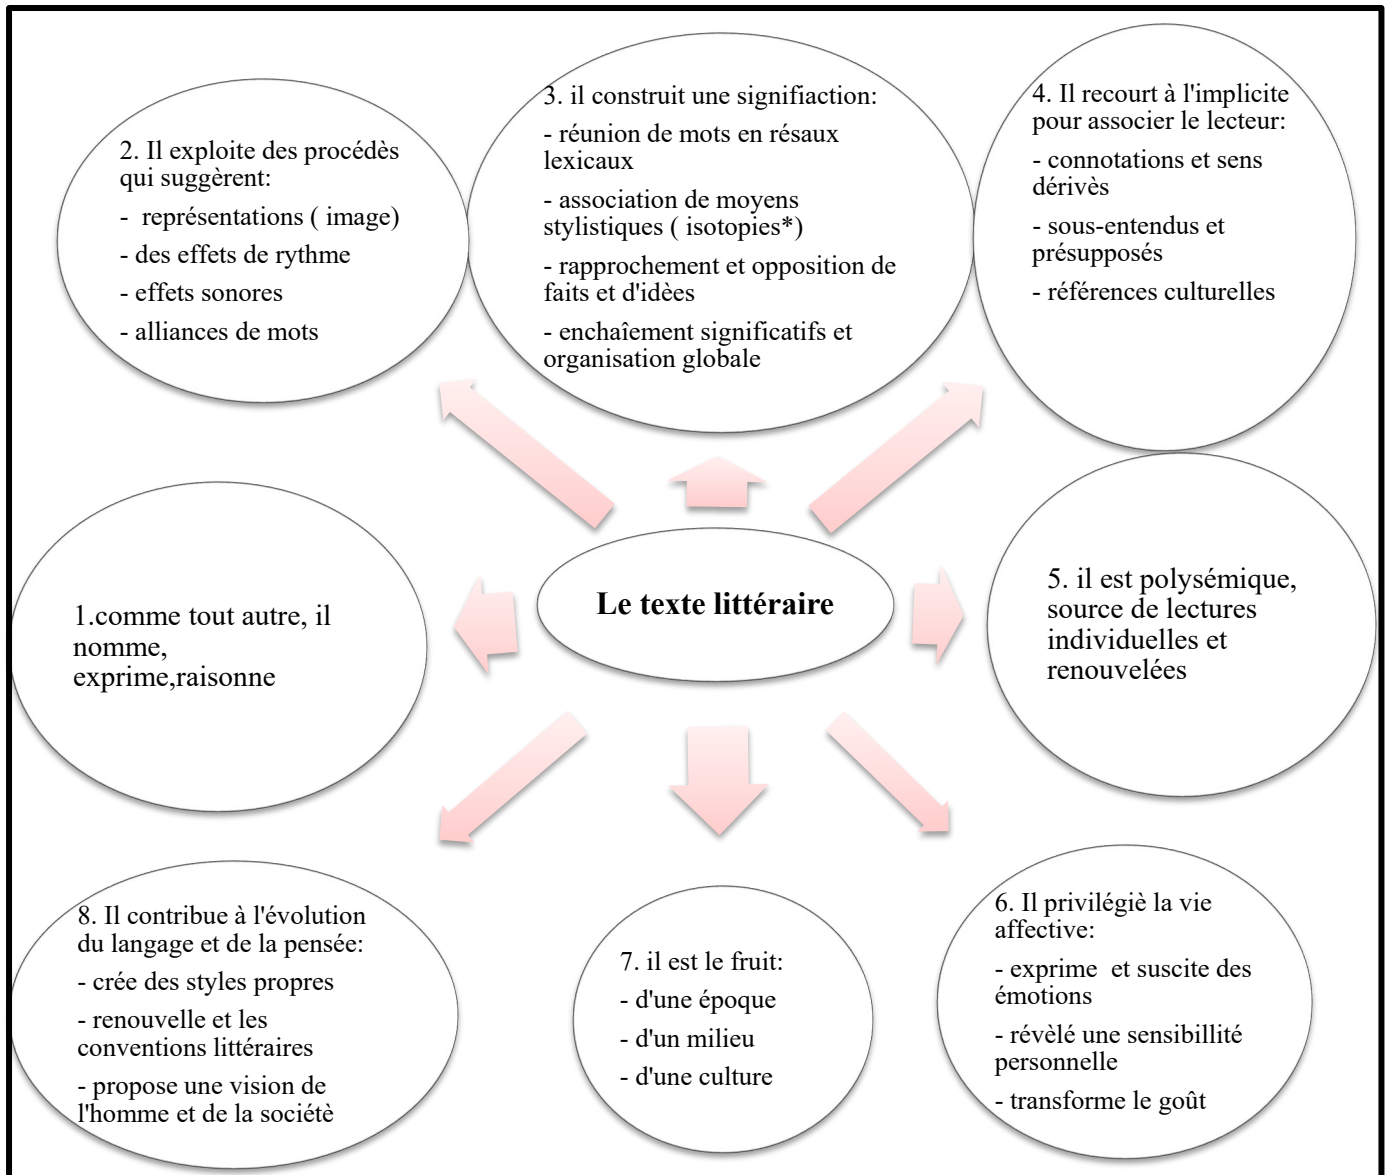 3. il construit une signifiaction:
- réunion de mots en résaux
lexicaux
- association de moyens
stylistiques ( isotopies*)
- rapprochement et opposition de
faits et d'idèes
- enchaîement significatifs et
organisation globale
4. Il recourt à l'implicite
pour associer le lecteur:
- connotations et sens
dérivès
- sous-entendus et
présupposés
- références culturelles
2. Il exploite des procédès
qui suggèrent:
- représentations ( image)
- des effets de rythme
- effets sonores
- alliances de mots
Le texte littéraire
1.comme tout autre, il
nomme,
exprime,raisonne
5. il est polysémique,
source de lectures
individuelles et
renouvelées
8. Il contribue à l'évolution
du langage et de la pensée:
- crée des styles propres
- renouvelle et les
conventions littéraires
- propose une vision de
l'homme et de la sociétè
7. il est le fruit:
- d'une époque
- d'un milieu
- d'une culture
6. Il privilégiè la vie
affective:
- exprime et suscite des
émotions
- révèlé une sensibillité
personnelle
- transforme le goût